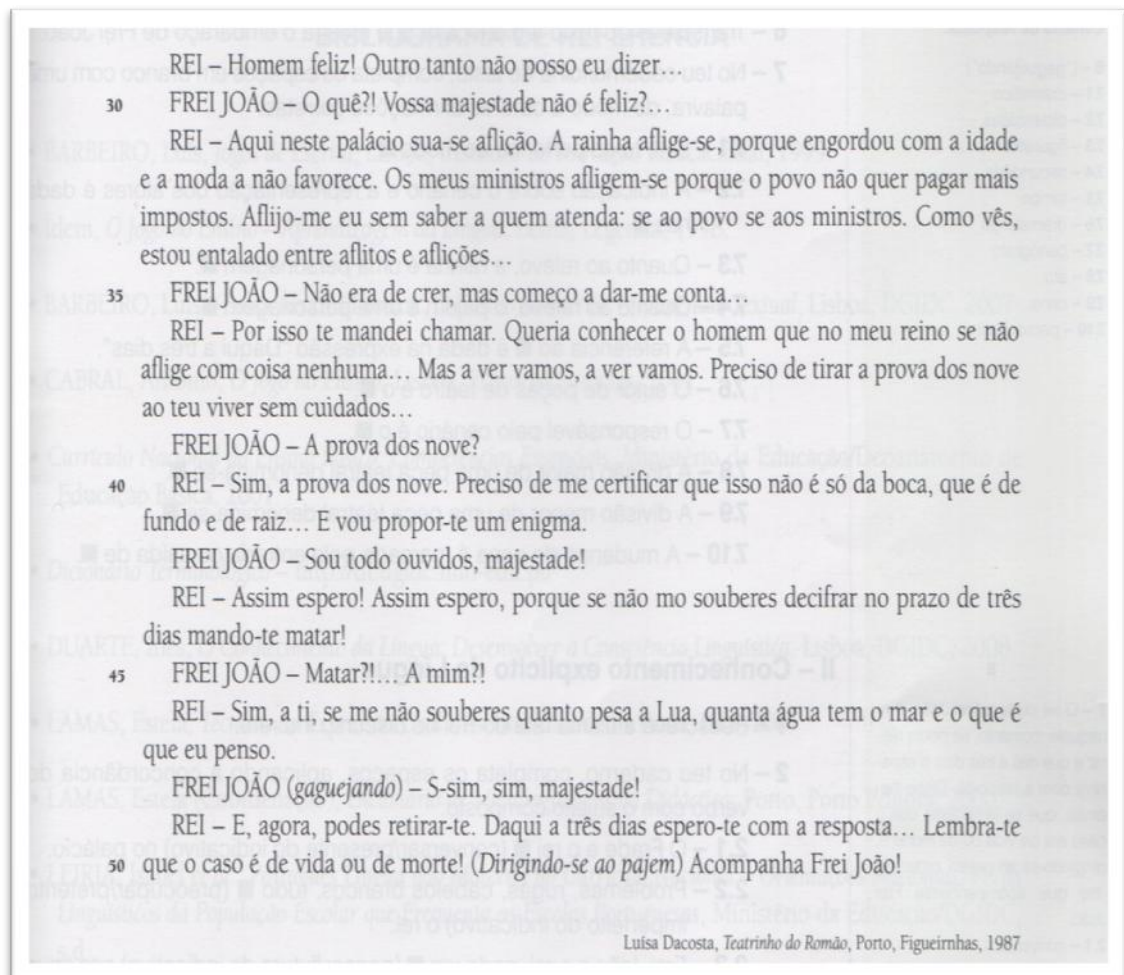 REI – Homem feliz! Outro tanto não posso eu dizer…
30 FREI JOÃO – O quê?! Vossa majestade não é feliz?…
REI – Aqui neste palácio sua-se aflição. A rainha aflige-se, porque engordou com a idade
e a moda a não favorece. Os meus ministros afligem-se porque o povo não quer pagar mais
impostos. Aflijo-me eu sem saber a quem atenda: se ao povo se aos ministros. Como vês,
estou entalado entre aflitos e aflições…
35 FREI JOÃO – Não era de crer, mas começo a dar-me conta…
REI – Por isso te mandei chamar. Queria conhecer o homem que no meu reino se não
aflige com coisa nenhuma… Mas a ver vamos, a ver vamos. Preciso de tirar a prova dos nove
ao teu viver sem cuidados…
FREI JOÃO – A prova dos nove?
40 REI – Sim, a prova dos nove. Preciso de me certificar que isso não é só da boca, que é de
fundo e de raiz… E vou propor-te um enigma.
FREI JOÃO – Sou todo ouvidos, majestade!
REI – Assim espero! Assim espero, porque se não mo souberes decifrar no prazo de três
dias mando-te matar!
45 FREI JOÃO – Matar?!… A mim?!
REI – Sim, a ti, se me não souberes quanto pesa a Lua, quanta água tem o mar e o que é
que eu penso.
FREI JOÃO (gaguejando) – S-sim, sim, majestade!
REI – E, agora, podes retirar-te. Daqui a três dias espero-te com a resposta… Lembra-te
50 que o caso é de vida ou de morte! (Dirigindo-se ao pajem) Acompanha Frei João!
Luísa Dacosta, Teatrinho do Romão, Porto, Figueirnhas, 1987